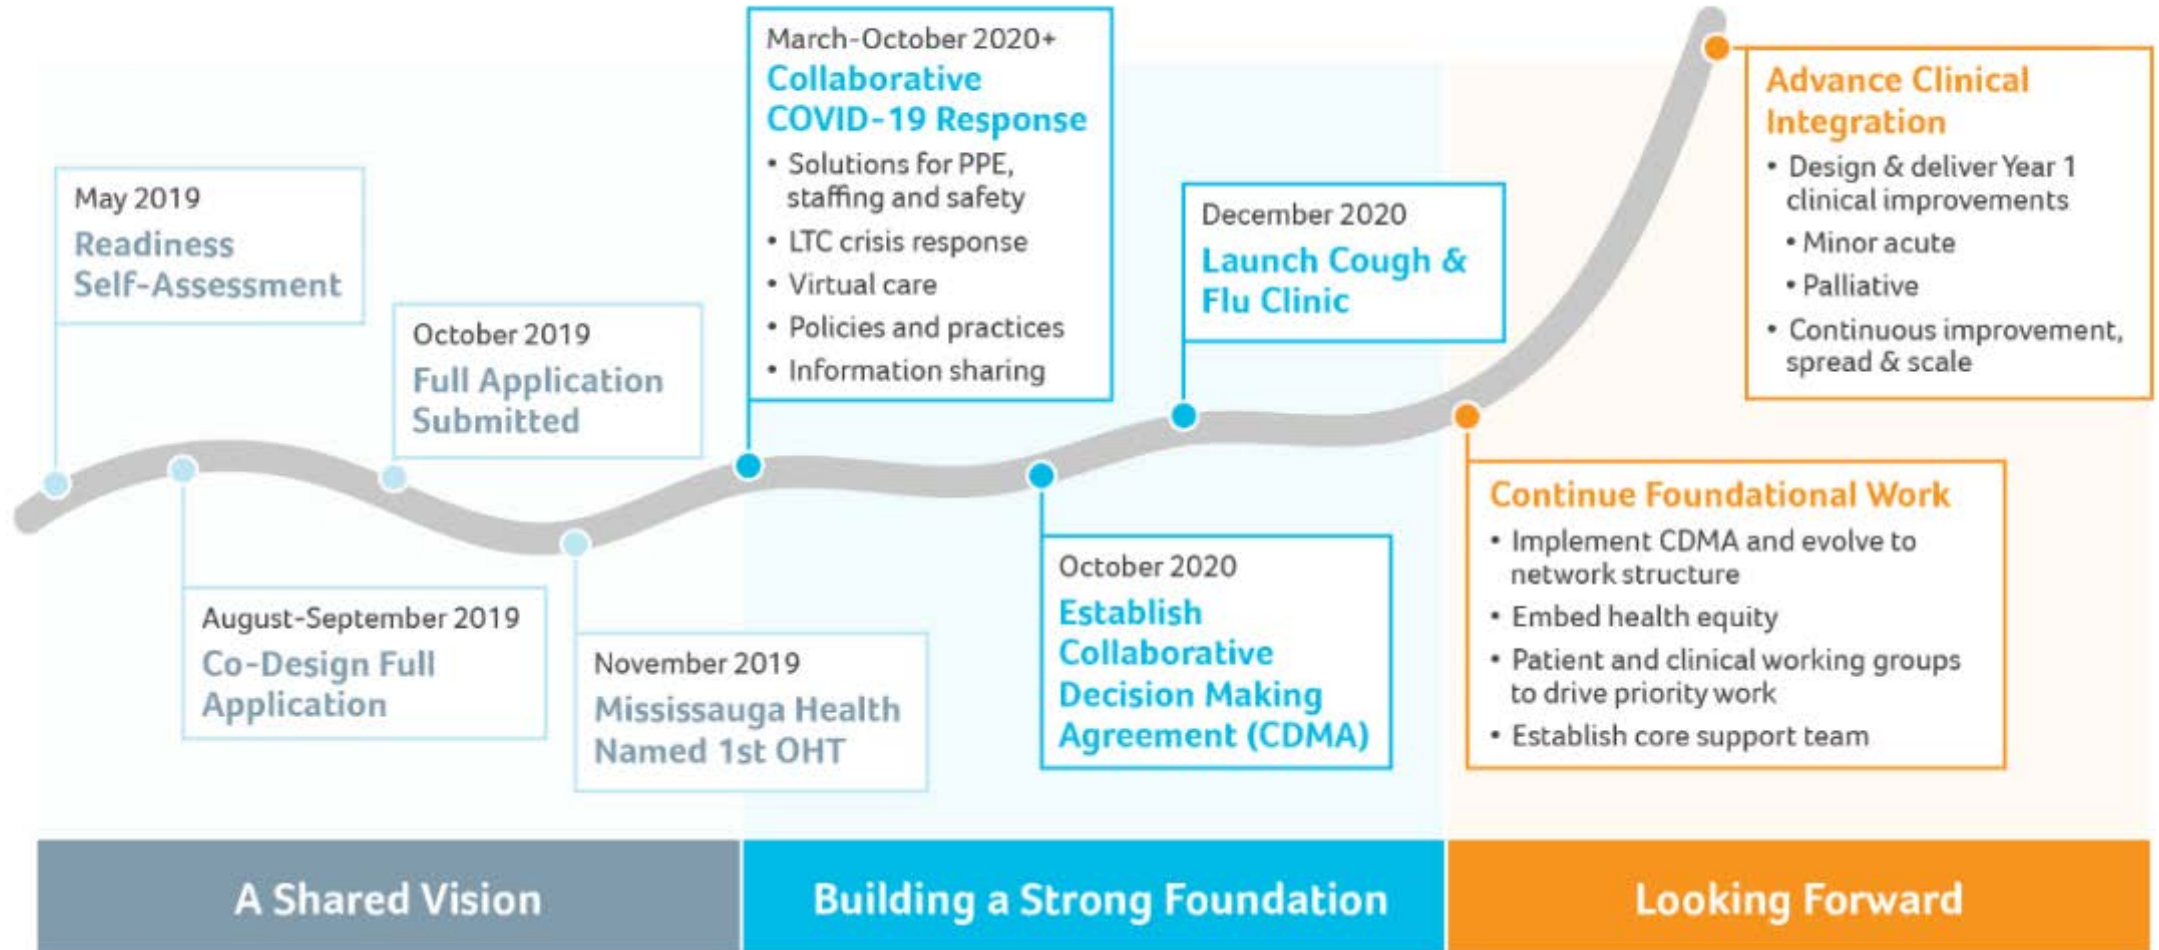 May 2019
Readiness
Self-Assessment
August-September 2019
Co-Design Full
Application
October 2019
Full Application
Submitted
November 2019
Mississauga Health
Named 1st OHT
March-October 2020+
Collaborative
COVID-19 Response
• Solutions for PPE,
staffing and safety
• LTC crisis response
• Virtual care
• Policies and practices
• Information sharing
October 2020
Establish
Collaborative
Decision Making
Agreement (CDMA)
December 2020
Launch Cough &
Flu Clinic
Continue Foundational Work
• Implement CDMA and evolve to
network structure
• Embed health equity
• Patient and clinical working groups
to drive priority work
• Establish core support team
Advance Clinical
Integration
• Design & deliver Year 1
clinical improvements
• Minor acute
• Palliative
• Continuous improvement,
spread & scale
A Shared Vision
Building a Strong Foundation
Looking Forward